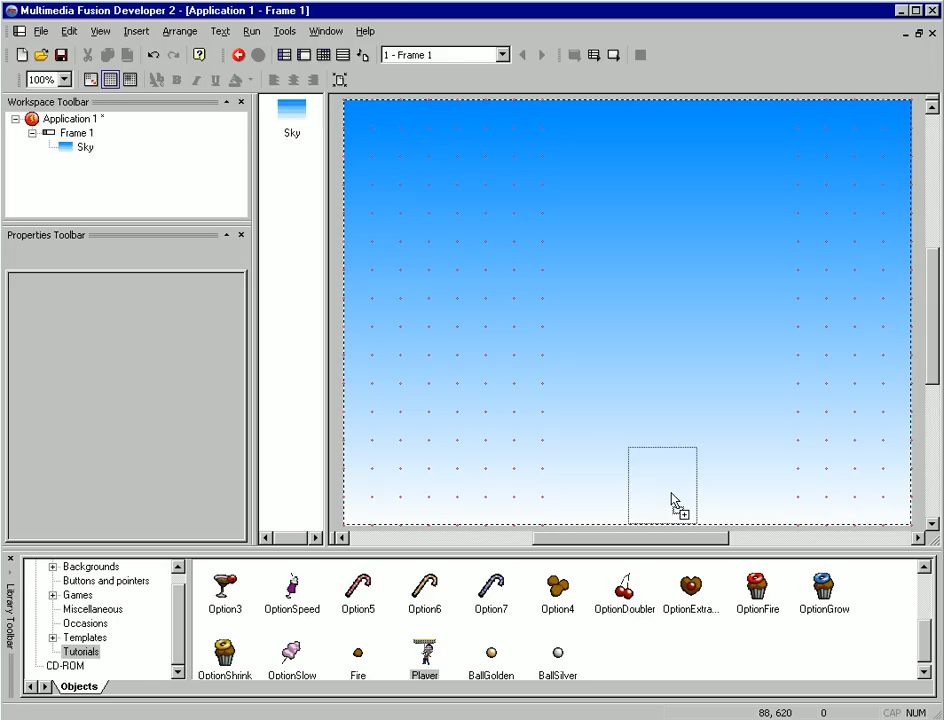 Multimedia Fusion Developer 2 - [Application 1 - Frame 1]
File Edit View Insert Arrange Text Run Tools Window Help
1 - Frame 1
100% B I U A
Workspace Toolbar
Application 1 *
Frame 1
Sky
Sky
Properties Toolbar
Library Toolbar
Backgrounds
Buttons and pointers
Games
Miscellaneous
Occasions
Templates
Tutorials
CD-ROM
Objects
Option3 OptionSpeed Option5 Option6 Option7 Option4 OptionDoubler OptionExtra... OptionFire OptionGrow
OptionShrink OptionSlow Fire Player BallGolden BallSilver
88, 620 0 CAP NUM